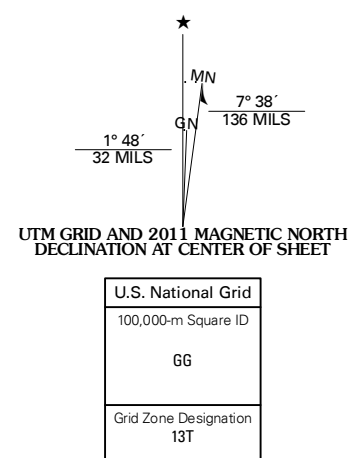 ★
MN
7° 38´
136 MILS
GN
1° 48´
32 MILS
UTM GRID AND 2011 MAGNETIC NORTH
DECLINATION AT CENTER OF SHEET
U.S. National Grid
100,000-m Square ID
GG
Grid Zone Designation
13T